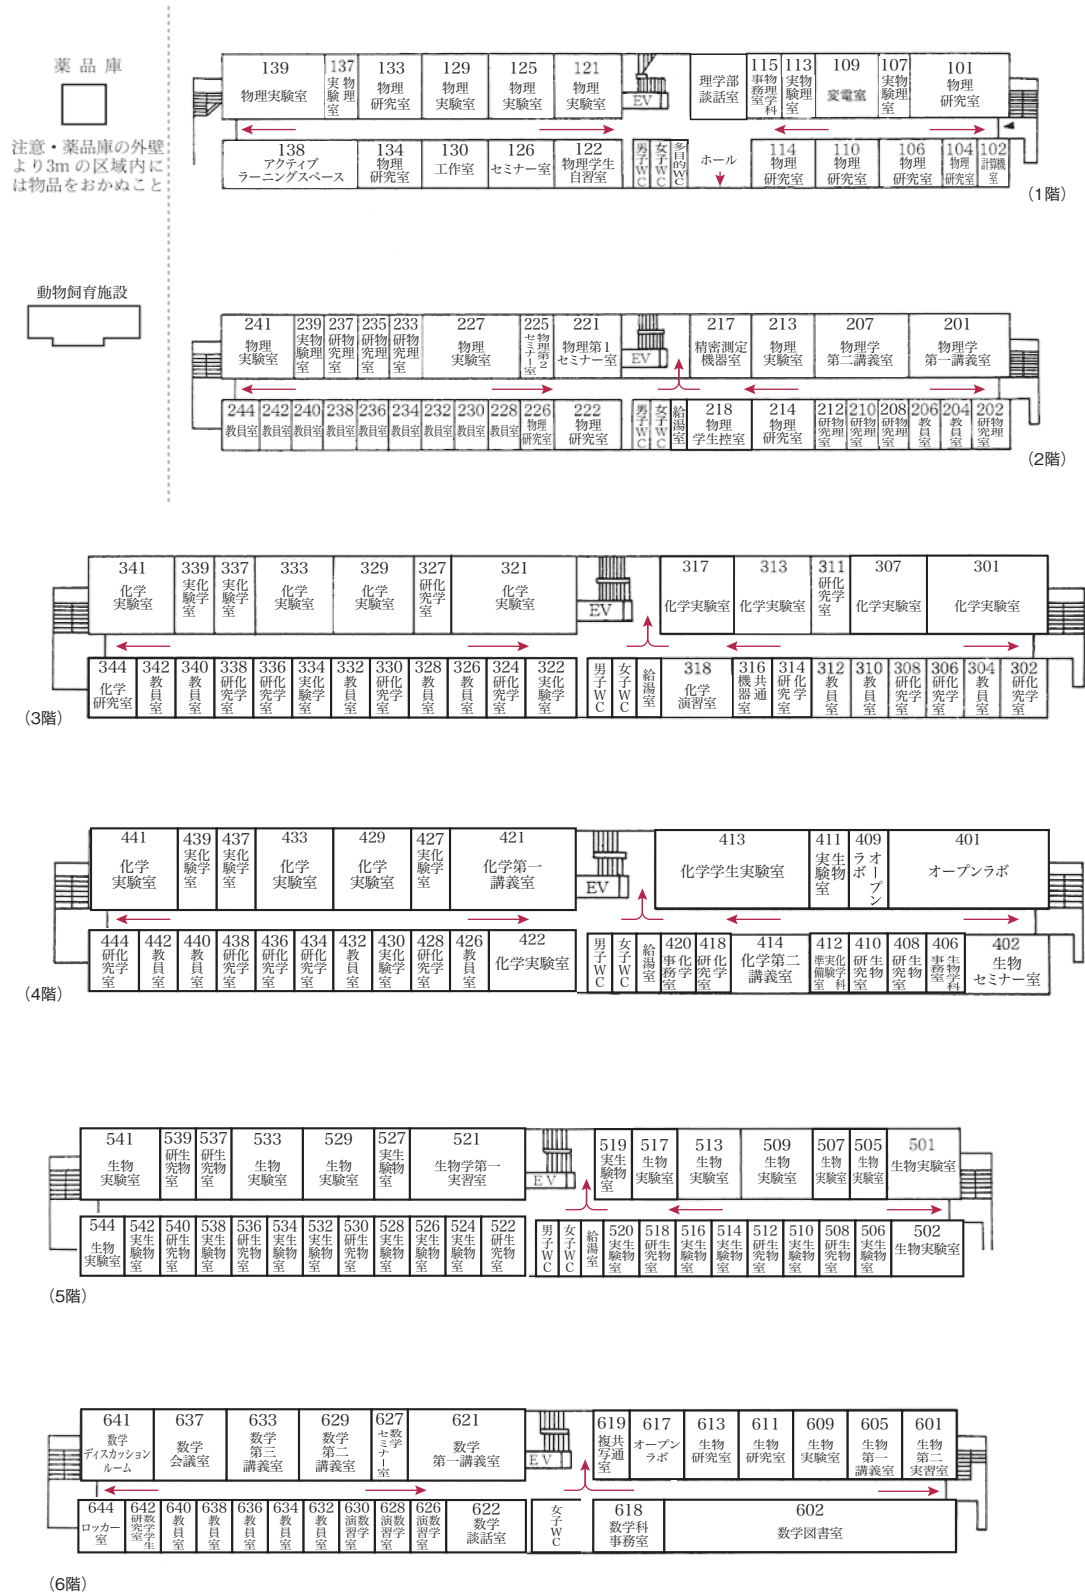 薬品庫
注意・薬品庫の外壁
より3mの区域内に
は物品をおかぬこと
動物飼育施設
139 物理実験室
137 物理実験室
133 物理研究室
129 物理実験室
125 物理実験室
121 物理実験室
EV
理学部談話室
115 物理学科事務室
113 物理実験室
109 変電室
107 物理実験室
101 物理研究室
138 アクティブラーニングスペース
134 物理研究室
130 工作室
126 セミナー室
122 物理学生自習室
男子WC
女子WC
多目的WC
ホール
114 物理研究室
110 物理研究室
106 物理研究室
104 物理研究室
102 計算機室
(1階)
241 物理実験室
239 物理実験室
237 物理研究室
235 物理研究室
233 物理研究室
227 物理実験室
225 物理第2セミナー室
221 物理第1セミナー室
EV
217 精密測定機器室
213 物理実験室
207 物理学第二講義室
201 物理学第一講義室
244 教員室
242 教員室
240 教員室
238 教員室
236 教員室
234 教員室
232 教員室
230 教員室
228 教員室
226 物理研究室
222 物理研究室
男子WC
女子WC
給湯室
218 物理学生控室
214 物理研究室
212 物理研究室
210 物理研究室
208 物理研究室
206 教員室
204 教員室
202 物理研究室
(2階)
341 化学実験室
339 化学実験室
337 化学実験室
333 化学実験室
329 化学実験室
327 化学研究室
321 化学実験室
EV
317 化学実験室
313 化学実験室
311 化学研究室
307 化学実験室
301 化学実験室
344 化学研究室
342 教員室
340 教員室
338 化学研究室
336 化学研究室
334 化学実験室
332 教員室
330 化学研究室
328 教員室
326 教員室
324 化学研究室
322 化学実験室
男子WC
女子WC
給湯室
318 化学演習室
316 共通機器室
314 化学研究室
312 教員室
310 教員室
308 化学研究室
306 化学研究室
304 教員室
302 化学研究室
(3階)
441 化学実験室
439 化学実験室
437 化学実験室
433 化学実験室
429 化学実験室
427 化学実験室
421 化学第一講義室
EV
413 化学学生実験室
411 生物実験室
409 オープンラボ
401 オープンラボ
444 化学研究室
442 教員室
440 教員室
438 化学研究室
436 化学研究室
434 化学研究室
432 教員室
430 化学実験室
428 化学研究室
426 教員室
422 化学実験室
男子WC
女子WC
給湯室
420 化学事務室
418 化学研究室
414 化学第二講義室
412 化学科実験準備室
410 生物研究室
408 生物研究室
406 生物学科事務室
402 生物セミナー室
(4階)
541 生物実験室
539 生物研究室
537 生物研究室
533 生物実験室
529 生物実験室
527 生物実験室
521 生物学第一実習室
EV
519 生物実験室
517 生物実験室
513 生物実験室
509 生物実験室
507 生物実験室
505 生物実験室
501 生物実験室
544 生物実験室
542 生物実験室
540 生物研究室
538 生物実験室
536 生物研究室
534 生物実験室
532 生物実験室
530 生物研究室
528 生物実験室
526 生物実験室
524 生物実験室
522 生物研究室
男子WC
女子WC
給湯室
520 生物実験室
518 生物研究室
516 生物実験室
514 生物実験室
512 生物研究室
510 生物実験室
508 生物研究室
506 生物実験室
502 生物実験室
(5階)
641 数学ディスカッションルーム
637 数学会議室
633 数学第三講義室
629 数学第二講義室
627 数学セミナー室
621 数学第一講義室
EV
619 共通複写室
617 オープンラボ
613 生物研究室
611 生物研究室
609 生物実験室
605 生物第一講義室
601 生物第二実習室
644 ロッカー室
642 数学学生研究室
640 教員室
638 教員室
636 教員室
634 教員室
632 教員室
630 数学演習室
628 数学演習室
626 数学演習室
622 数学談話室
女子WC
618 数学科事務室
602 数学図書室
(6階)